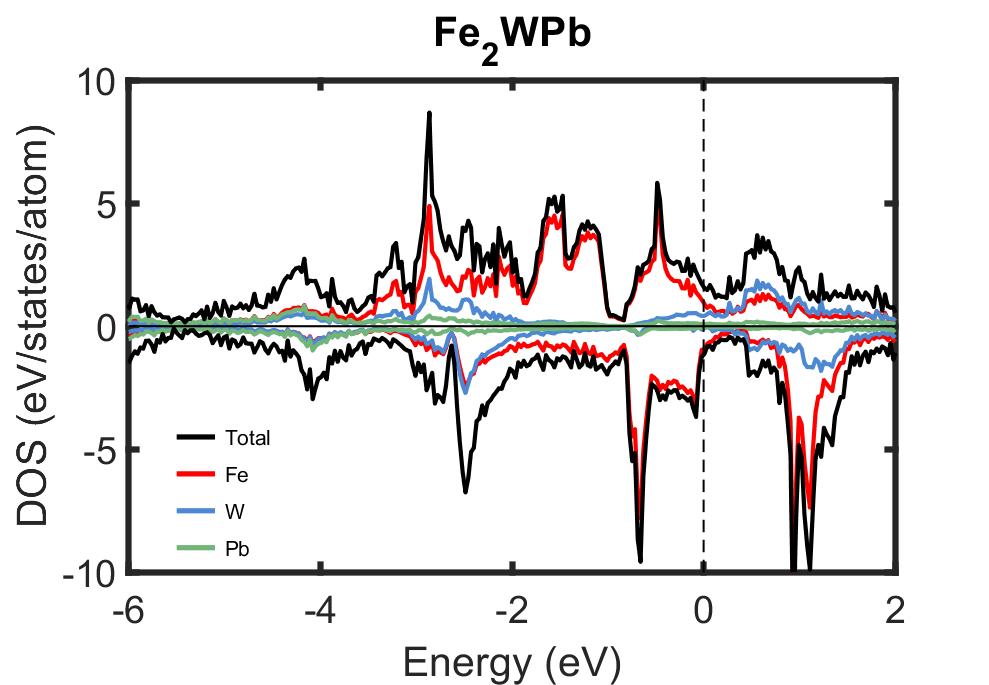 Fe₂WPb
10
5
0
-5
-10
DOS (eV/states/atom)
Total
Fe
W
Pb
-6 -4 -2 0 2
Energy (eV)